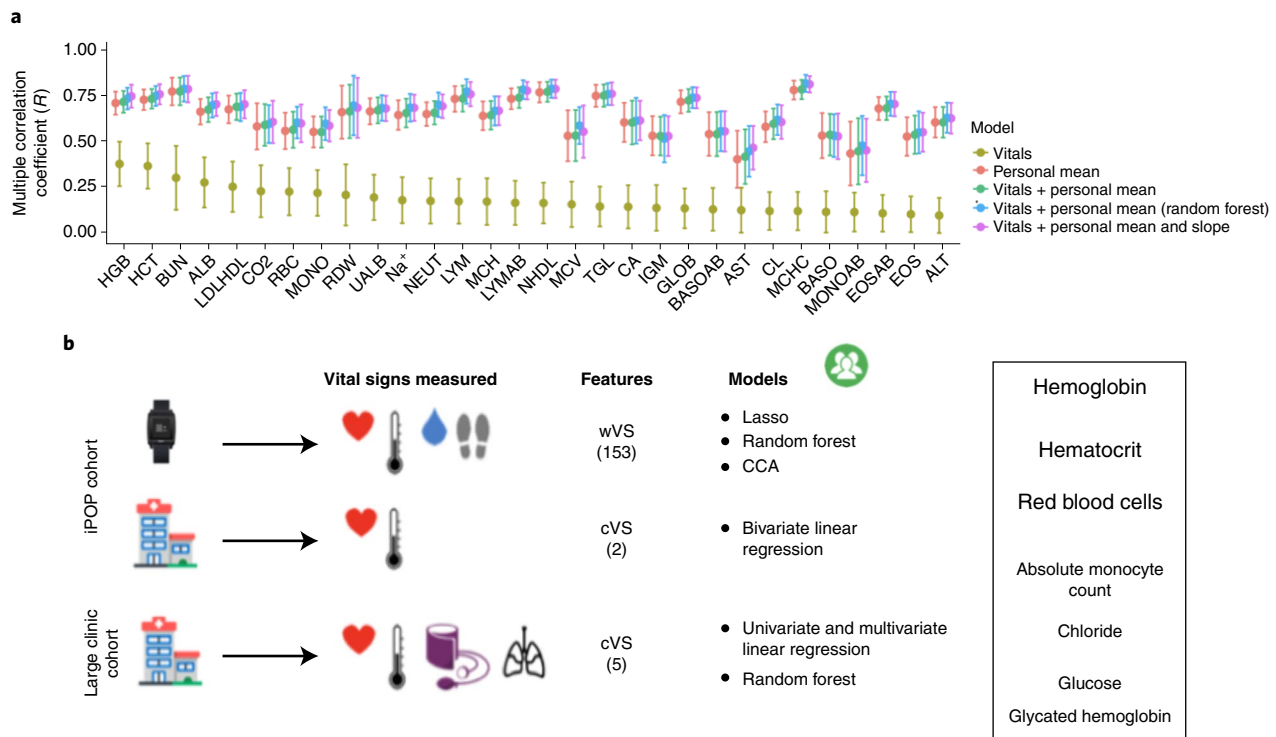 a
Multiple correlation
coefficient (R)
1.00
0.75
0.50
0.25
0.00
HGB
HCT
BUN
ALB
LDLHDL
CO2
RBC
MONO
RDW
UALB
Na⁺
NEUT
LYM
MCH
LYMAB
NHDL
MCV
TGL
CA
IGM
GLOB
BASOAB
AST
CL
MCHC
BASO
MONOAB
EOSAB
EOS
ALT
Model
Vitals
Personal mean
Vitals + personal mean
Vitals + personal mean (random forest)
Vitals + personal mean and slope
b
Vital signs measured
Features
Models
iPOP cohort
wVS
(153)
• Lasso
• Random forest
• CCA
cVS
(2)
• Bivariate linear
regression
Large clinic
cohort
cVS
(5)
• Univariate and multivariate
linear regression
• Random forest
Hemoglobin
Hematocrit
Red blood cells
Absolute monocyte
count
Chloride
Glucose
Glycated hemoglobin